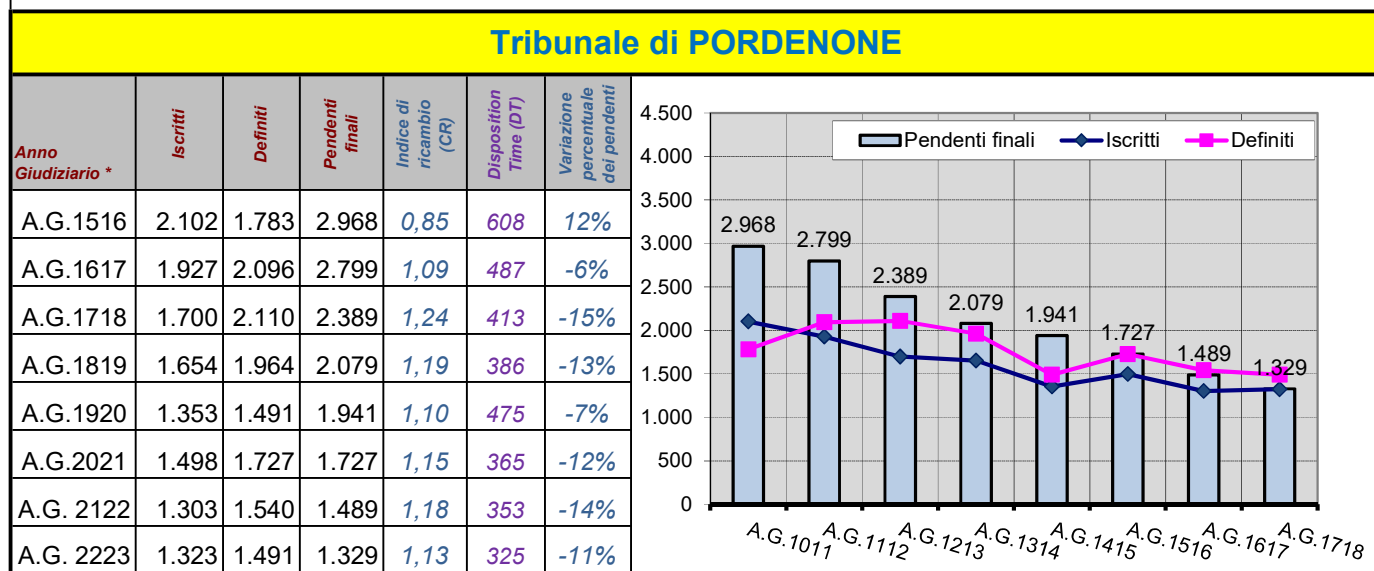 Tribunale di PORDENONE
Anno Giudiziario * Iscritti Definiti Pendenti finali Indice di ricambio (CR) Disposition Time (DT) Variazione percentuale dei pendenti
A.G.1516 2.102 1.783 2.968 0,85 608 12%
A.G.1617 1.927 2.096 2.799 1,09 487 -6%
A.G.1718 1.700 2.110 2.389 1,24 413 -15%
A.G.1819 1.654 1.964 2.079 1,19 386 -13%
A.G.1920 1.353 1.491 1.941 1,10 475 -7%
A.G.2021 1.498 1.727 1.727 1,15 365 -12%
A.G. 2122 1.303 1.540 1.489 1,18 353 -14%
A.G. 2223 1.323 1.491 1.329 1,13 325 -11%
Pendenti finali Iscritti Definiti
4.500
4.000
3.500
3.000
2.500
2.000
1.500
1.000
500
0
2.968 2.799 2.389 2.079 1.941 1.727 1.489 1.329
A.G.1011 A.G.1112 A.G.1213 A.G.1314 A.G.1415 A.G.1516 A.G.1617 A.G.1718